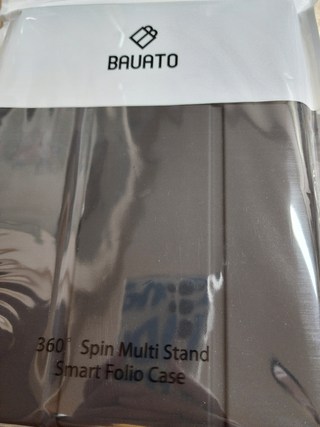 BAUATO
360° Spin Multi Stand
Smart Folio Case